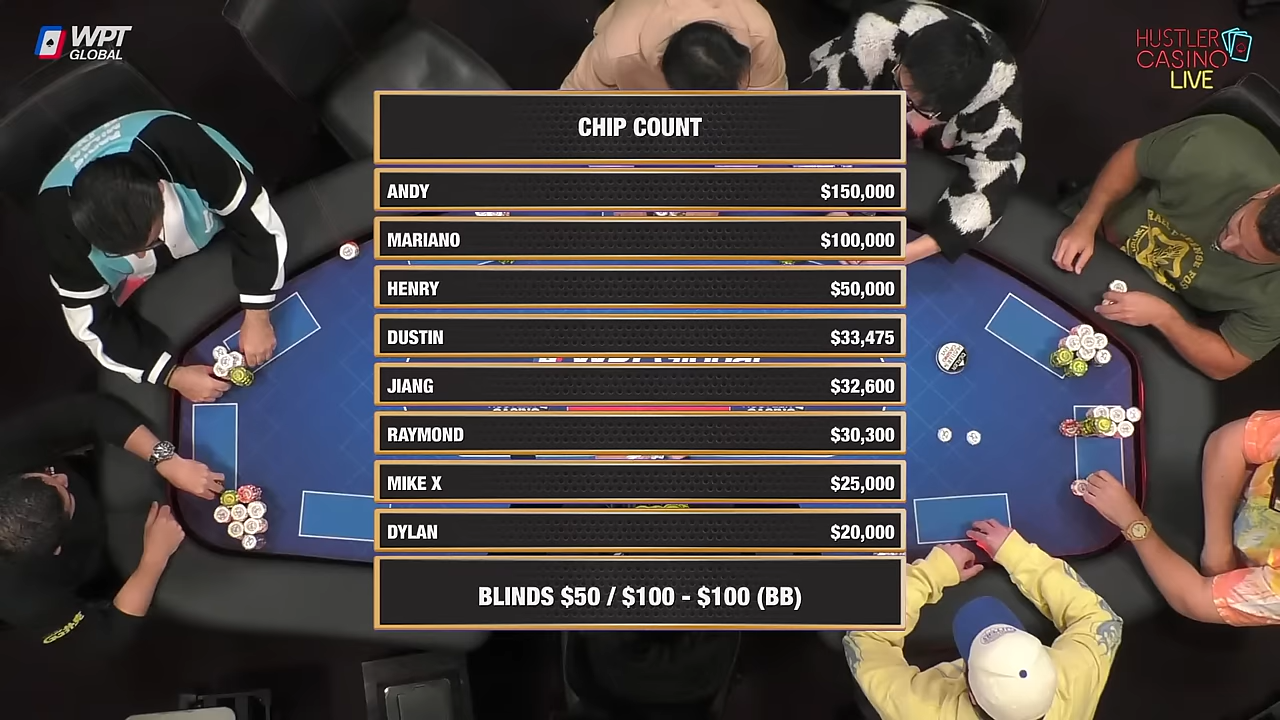 WPT
GLOBAL
HUSTLER
CASINO
LIVE
CHIP COUNT
ANDY $150,000
MARIANO $100,000
HENRY $50,000
DUSTIN $33,475
JIANG $32,600
RAYMOND $30,300
MIKE X $25,000
DYLAN $20,000
BLINDS $50 / $100 - $100 (BB)